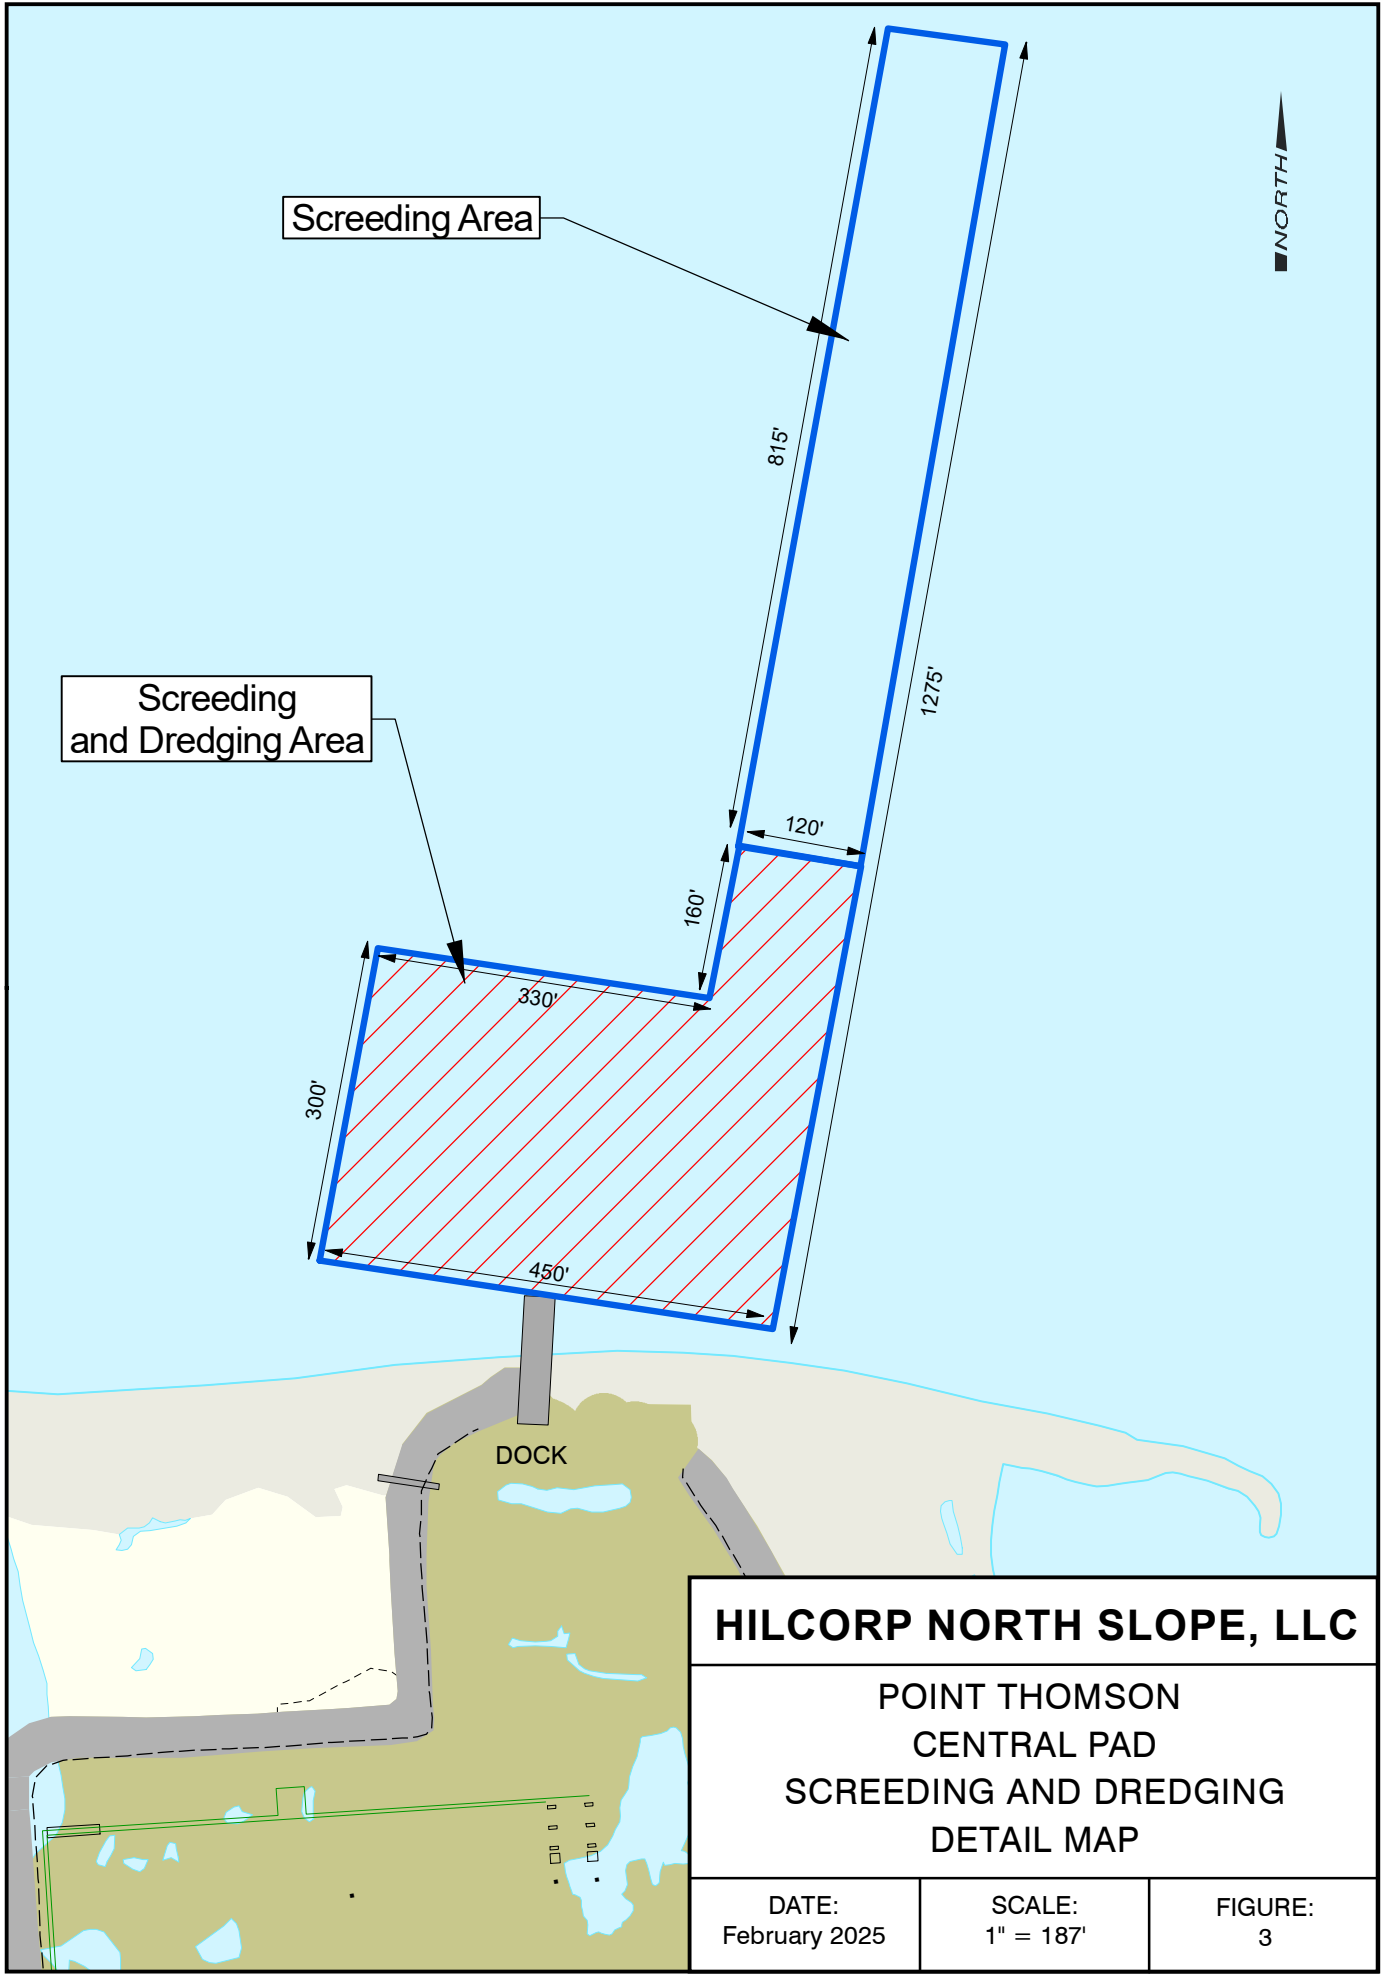 NORTH
Screeding Area
815'
1275'
Screeding
and Dredging Area
120'
160'
330'
300'
450'
DOCK
HILCORP NORTH SLOPE, LLC
POINT THOMSON
CENTRAL PAD
SCREEDING AND DREDGING
DETAIL MAP
DATE:
February 2025
SCALE:
1" = 187'
FIGURE:
3